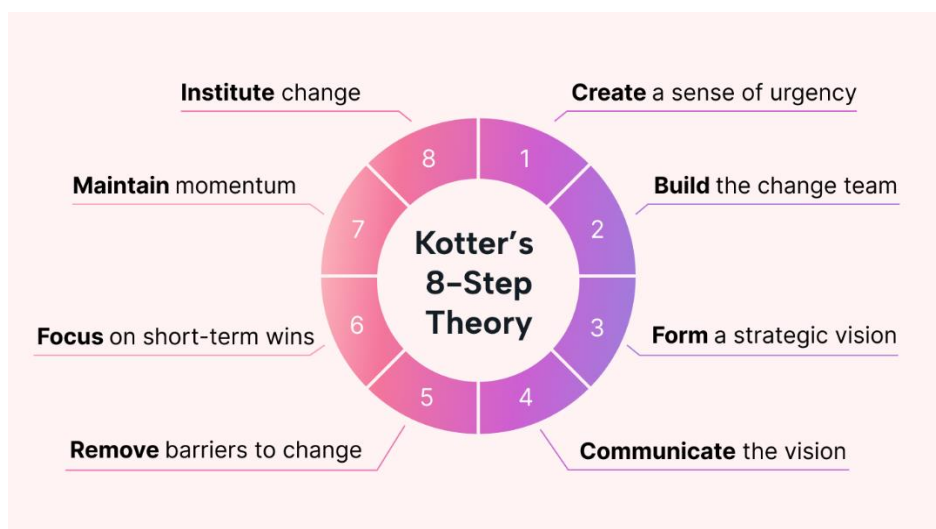 Kotter's
8-Step
Theory
1
Create a sense of urgency
2
Build the change team
3
Form a strategic vision
4
Communicate the vision
5
Remove barriers to change
6
Focus on short-term wins
7
Maintain momentum
8
Institute change